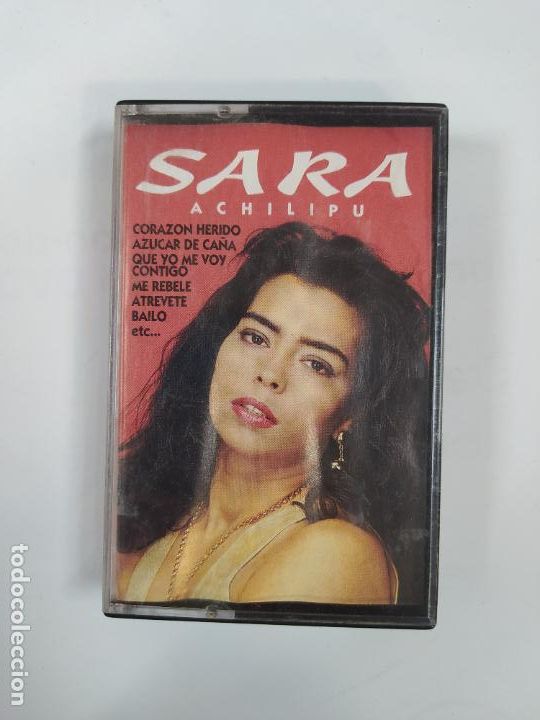 SARA
ACHILIPU
CORAZON HERIDO
AZUCAR DE CAÑA
QUE YO ME VOY
CONTIGO
ME REBELE
ATREVETE
BAILO
etc...
todocoleccion